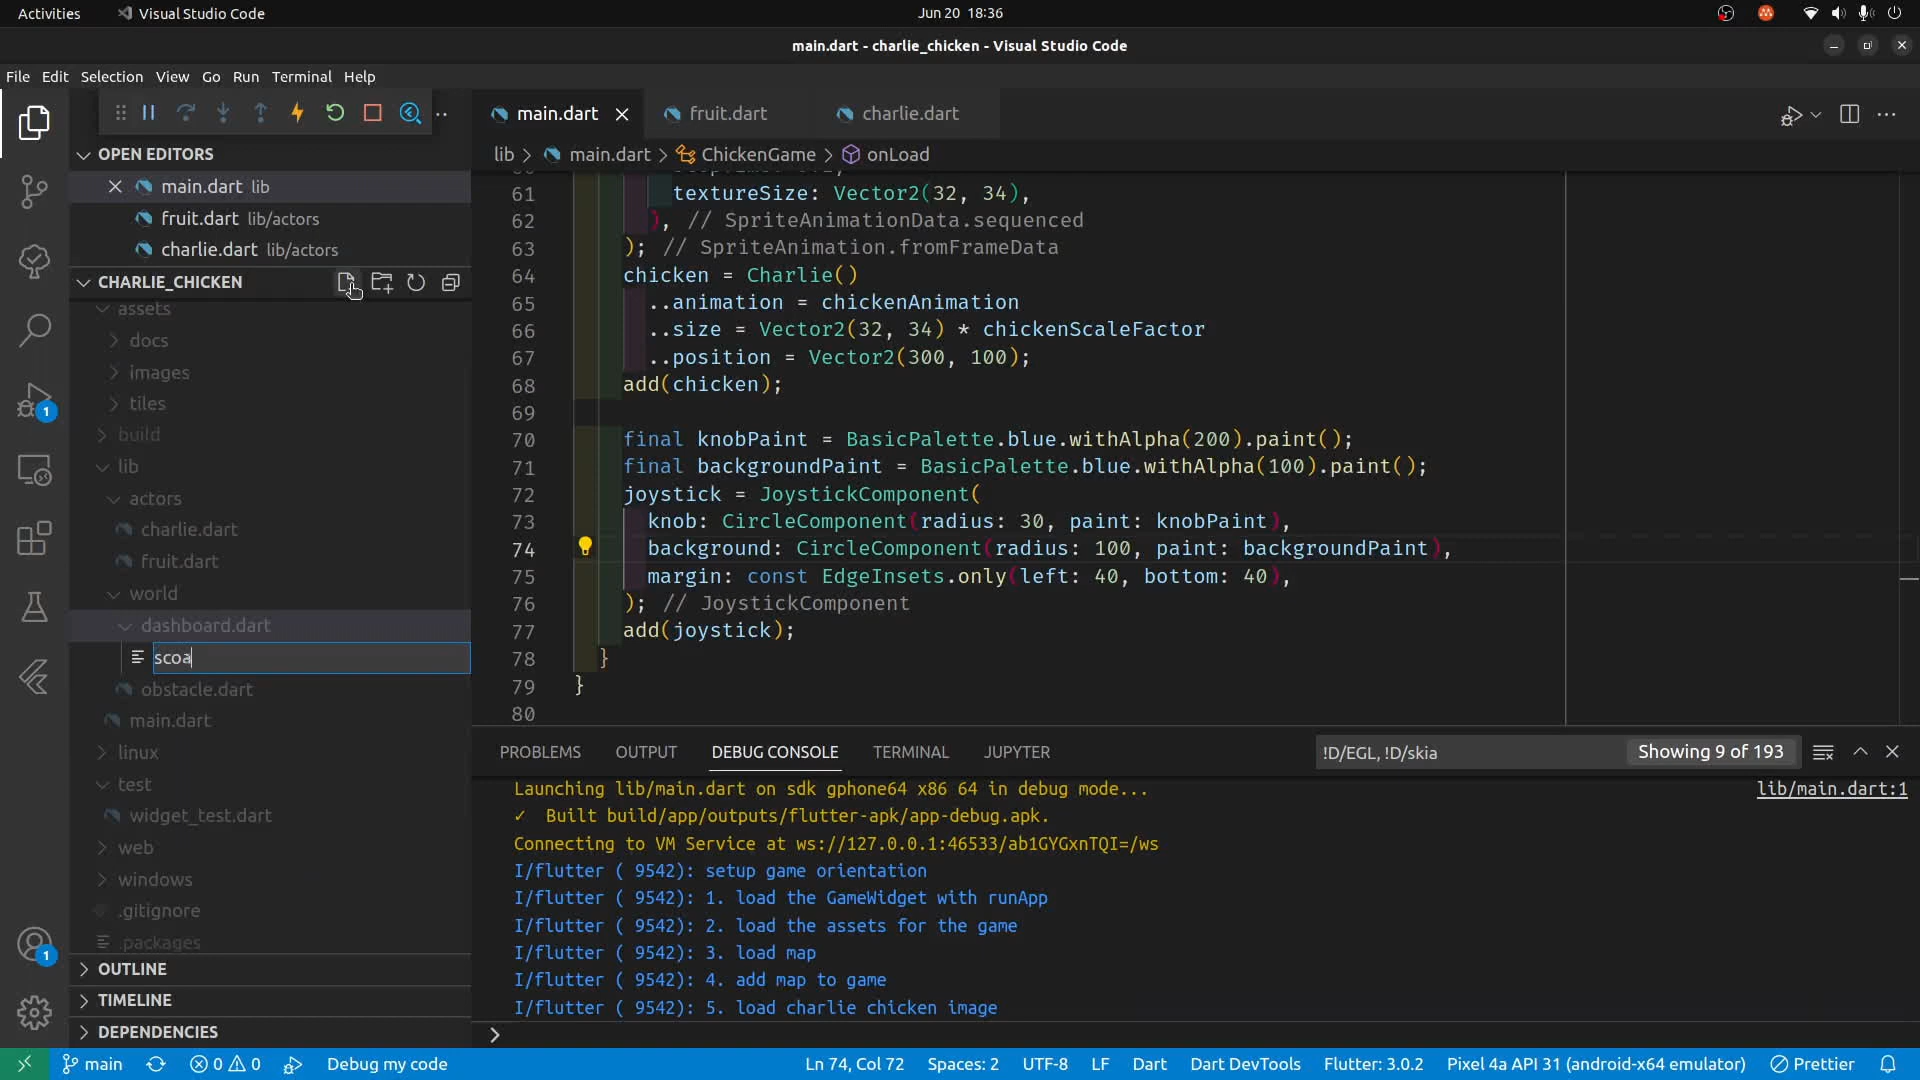 Activities
Visual Studio Code
Jun 20 18:36
main.dart - charlie_chicken - Visual Studio Code
File Edit Selection View Go Run Terminal Help
main.dart
fruit.dart
charlie.dart
OPEN EDITORS
main.dart lib
fruit.dart lib/actors
charlie.dart lib/actors
CHARLIE_CHICKEN
assets
docs
images
tiles
build
lib
actors
charlie.dart
fruit.dart
world
dashboard.dart
scoa
obstacle.dart
main.dart
linux
test
widget_test.dart
web
windows
.gitignore
.packages
OUTLINE
TIMELINE
DEPENDENCIES
1
1
lib > main.dart > ChickenGame > onLoad
61 textureSize: Vector2(32, 34),
62 ), // SpriteAnimationData.sequenced
63 ); // SpriteAnimation.fromFrameData
64 chicken = Charlie()
65 ..animation = chickenAnimation
66 ..size = Vector2(32, 34) * chickenScaleFactor
67 ..position = Vector2(300, 100);
68 add(chicken);
69
70 final knobPaint = BasicPalette.blue.withAlpha(200).paint();
71 final backgroundPaint = BasicPalette.blue.withAlpha(100).paint();
72 joystick = JoystickComponent(
73 knob: CircleComponent(radius: 30, paint: knobPaint),
74 background: CircleComponent(radius: 100, paint: backgroundPaint),
75 margin: const EdgeInsets.only(left: 40, bottom: 40),
76 ); // JoystickComponent
77 add(joystick);
78 }
79 }
80
PROBLEMS OUTPUT DEBUG CONSOLE TERMINAL JUPYTER
!D/EGL, !D/skia
Showing 9 of 193
Launching lib/main.dart on sdk gphone64 x86 64 in debug mode...
lib/main.dart:1
✓ Built build/app/outputs/flutter-apk/app-debug.apk.
Connecting to VM Service at ws://127.0.0.1:46533/ab1GYGxnTQI=/ws
I/flutter ( 9542): setup game orientation
I/flutter ( 9542): 1. load the GameWidget with runApp
I/flutter ( 9542): 2. load the assets for the game
I/flutter ( 9542): 3. load map
I/flutter ( 9542): 4. add map to game
I/flutter ( 9542): 5. load charlie chicken image
main
0 0
Debug my code
Ln 74, Col 72
Spaces: 2
UTF-8
LF
Dart
Dart DevTools
Flutter: 3.0.2
Pixel 4a API 31 (android-x64 emulator)
Prettier